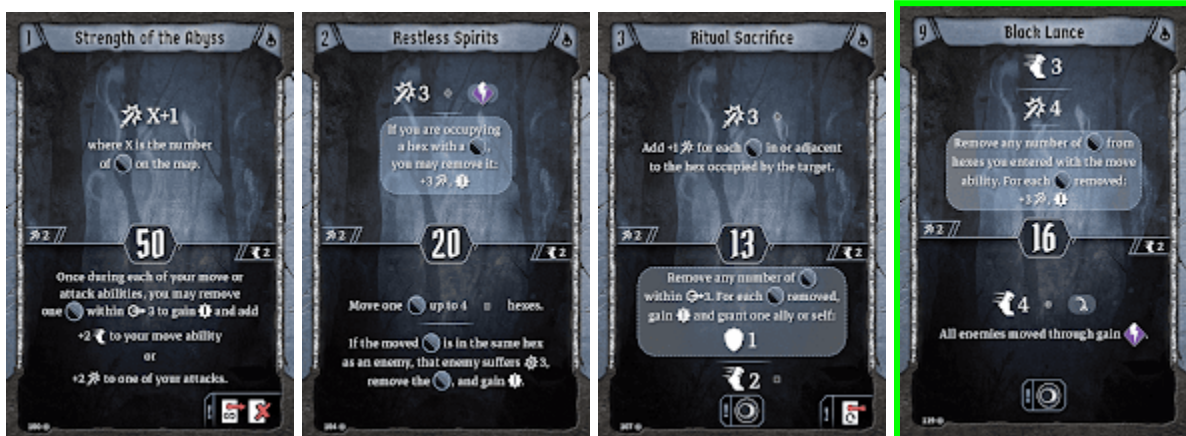 1
Strength of the Abyss
X+1
where X is the number
of on the map.
2
50
2
Once during each of your move or
attack abilities, you may remove
one within 3 to gain and add
+2 to your move ability
or
+2 to one of your attacks.
2
Restless Spirits
3
If you are occupying
a hex with a ,
you may remove it:
+3 ,
2
20
2
Move one up to 4 hexes.
If the moved is in the same hex
as an enemy, that enemy suffers 3,
remove the , and gain .
3
Ritual Sacrifice
3
Add +1 for each in or adjacent
to the hex occupied by the target.
2
13
2
Remove any number of
within 3. For each removed,
gain and grant one ally or self:
1
2
9
Black Lance
3
4
Remove any number of from
hexes you entered with the move
ability. For each removed:
+3 ,
2
16
2
4
All enemies moved through gain .